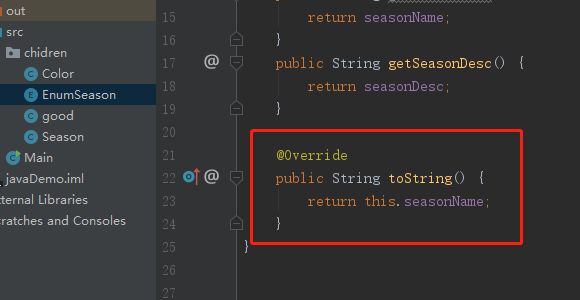 out
src
chidren
Color
EnumSeason
good
Season
Main
javaDemo.iml
ternal Libraries
cratches and Consoles
15 return seasonName;
16 }
17 @ public String getSeasonDesc() {
18 return seasonDesc;
19 }
20
21 @Override
22 @ public String toString() {
23 return this.seasonName;
24 }
25 }
26
27